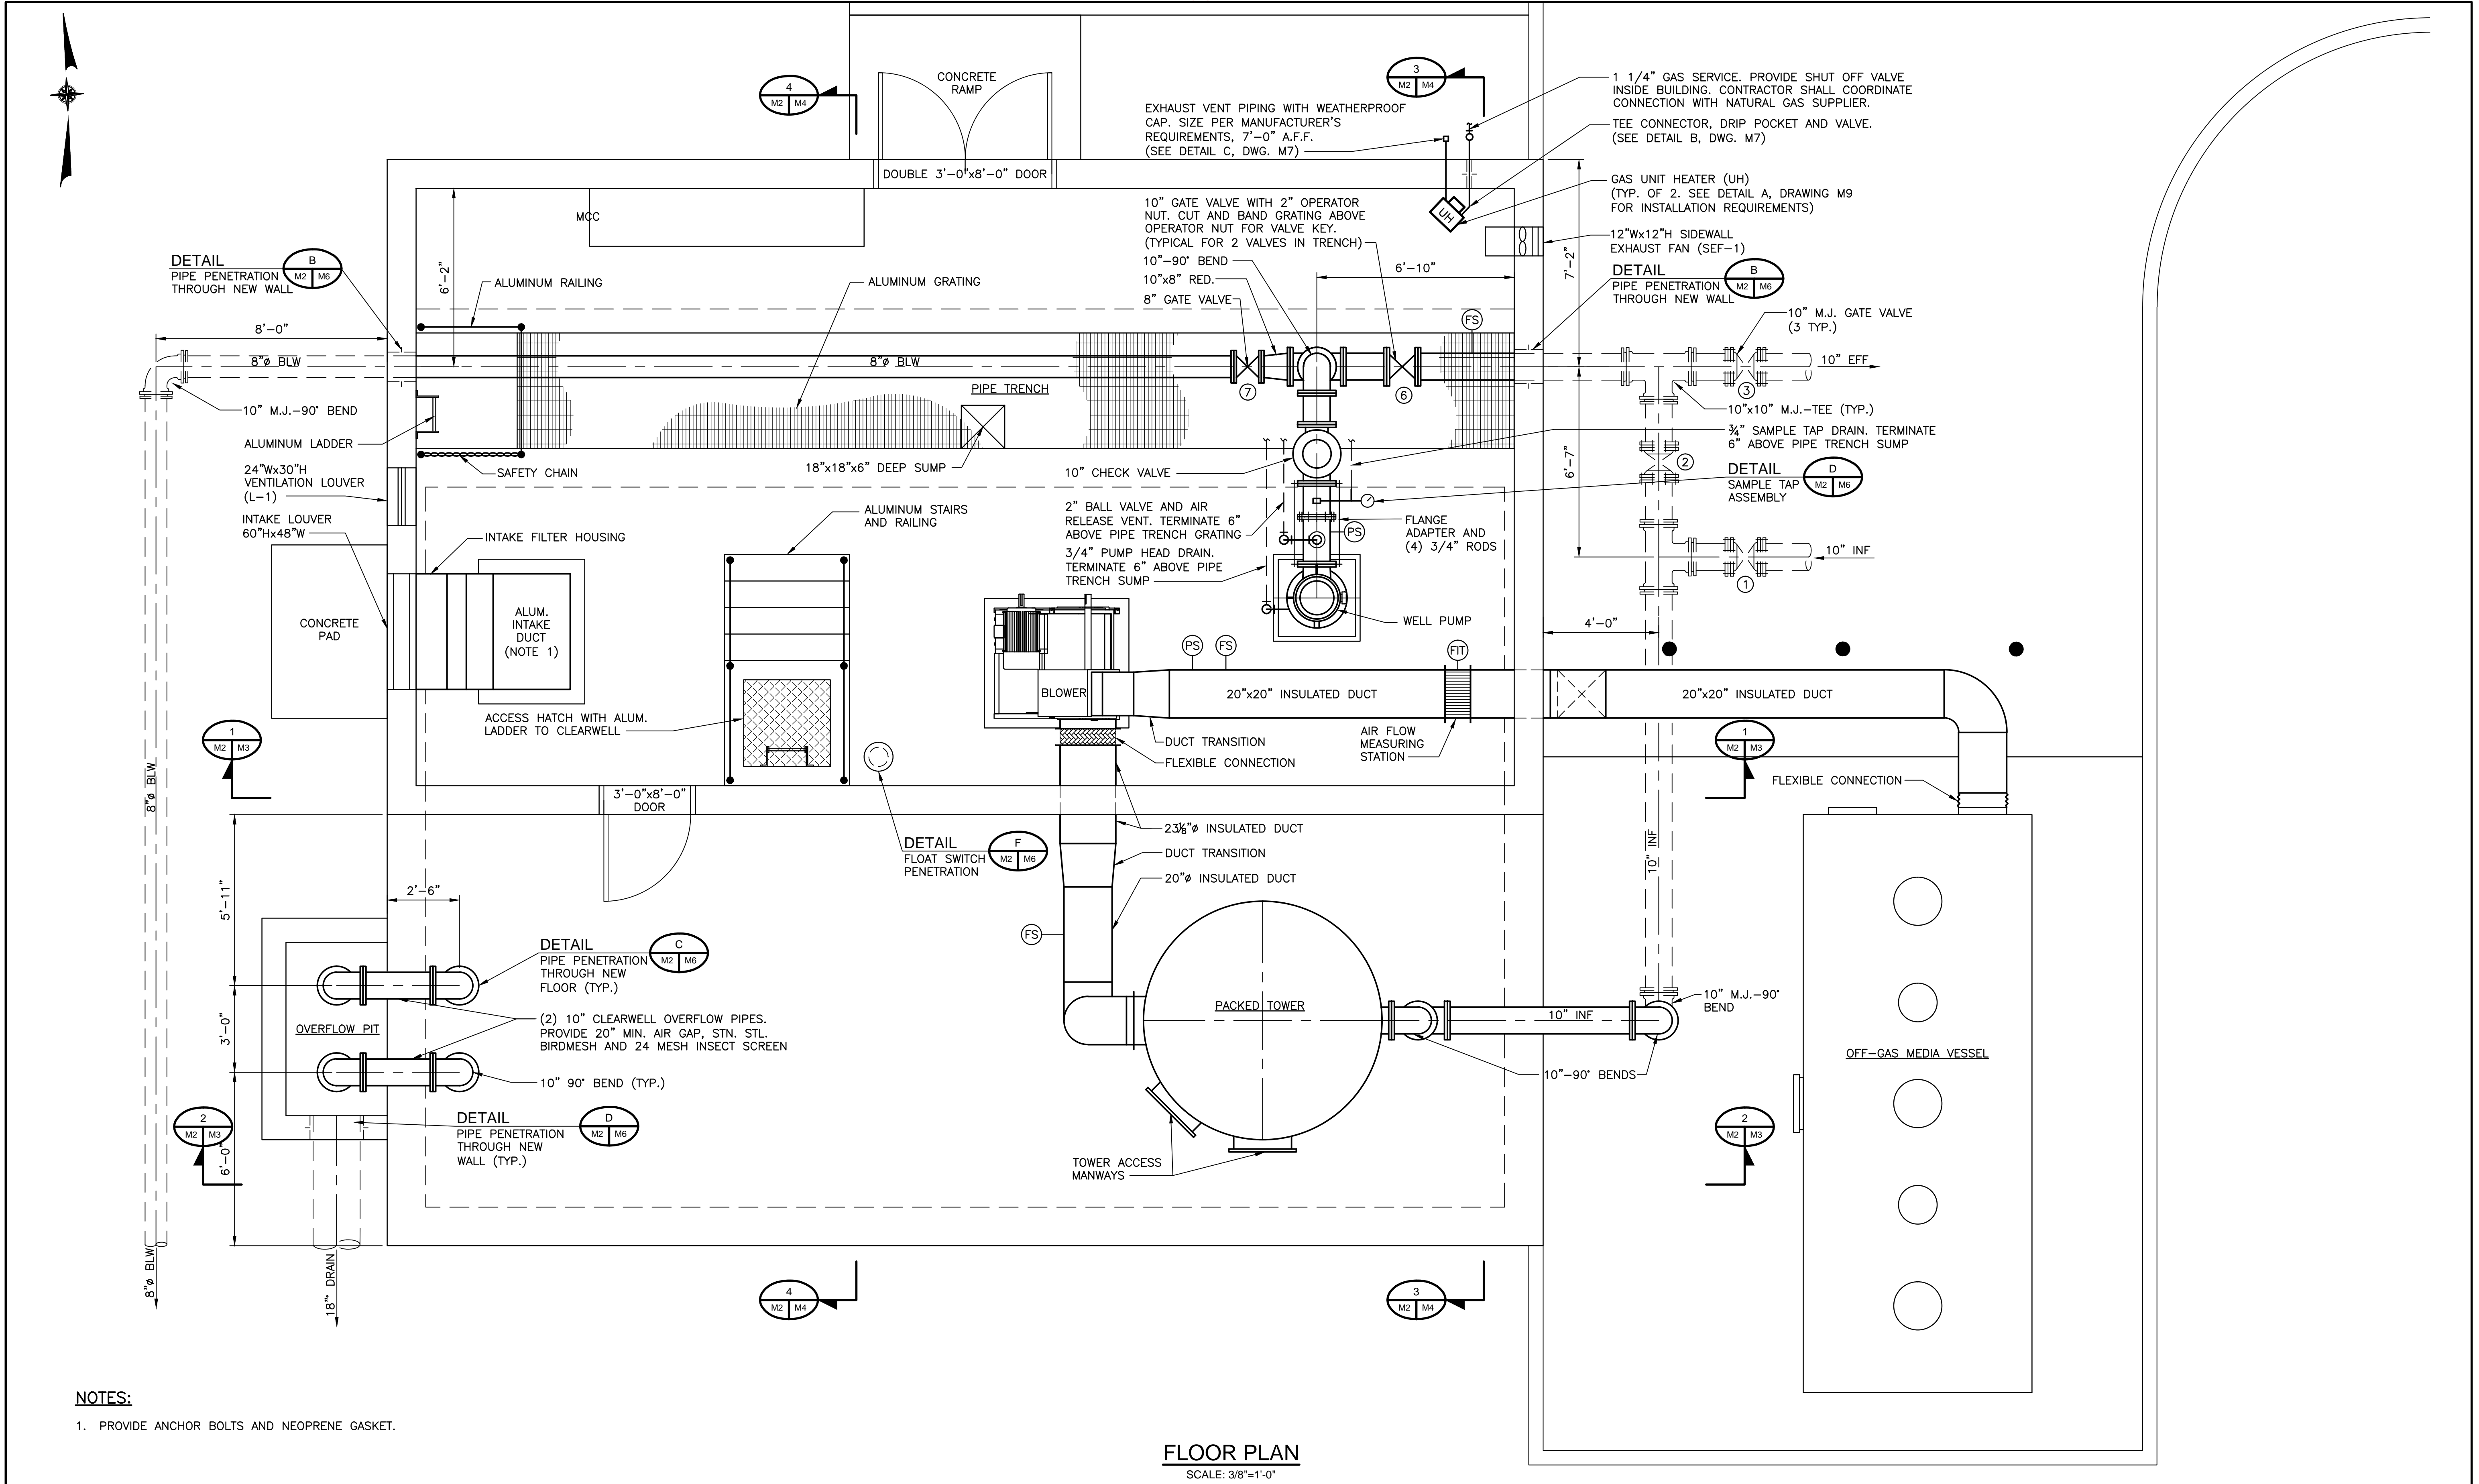 CONCRETE
RAMP
4
M2 M4
3
M2 M4
EXHAUST VENT PIPING WITH WEATHERPROOF
CAP. SIZE PER MANUFACTURER'S
REQUIREMENTS, 7'-0" A.F.F.
(SEE DETAIL C, DWG. M7)
1 1/4" GAS SERVICE. PROVIDE SHUT OFF VALVE
INSIDE BUILDING. CONTRACTOR SHALL COORDINATE
CONNECTION WITH NATURAL GAS SUPPLIER.
TEE CONNECTOR, DRIP POCKET AND VALVE.
(SEE DETAIL B, DWG. M7)
DOUBLE 3'-0"x8'-0" DOOR
GAS UNIT HEATER (UH)
(TYP. OF 2. SEE DETAIL A, DRAWING M9
FOR INSTALLATION REQUIREMENTS)
UH
MCC
10" GATE VALVE WITH 2" OPERATOR
NUT. CUT AND BAND GRATING ABOVE
OPERATOR NUT FOR VALVE KEY.
(TYPICAL FOR 2 VALVES IN TRENCH)
12"Wx12"H SIDEWALL
EXHAUST FAN (SEF-1)
DETAIL
PIPE PENETRATION
THROUGH NEW WALL
B
M2 M6
6'-2"
ALUMINUM RAILING
ALUMINUM GRATING
10"-90° BEND
10"x8" RED.
8" GATE VALVE
6'-10"
7'-2"
DETAIL
PIPE PENETRATION
THROUGH NEW WALL
B
M2 M6
FS
10" M.J. GATE VALVE
(3 TYP.)
8'-0"
8"ø BLW
8"ø BLW
10" EFF
PIPE TRENCH
7
6
3
10" M.J.-90° BEND
10"x10" M.J.-TEE (TYP.)
ALUMINUM LADDER
3/4" SAMPLE TAP DRAIN. TERMINATE
6" ABOVE PIPE TRENCH SUMP
24"Wx30"H
VENTILATION LOUVER
(L-1)
SAFETY CHAIN
18"x18"x6" DEEP SUMP
10" CHECK VALVE
6'-7"
2
DETAIL
SAMPLE TAP
ASSEMBLY
D
M2 M6
INTAKE LOUVER
60"Hx48"W
INTAKE FILTER HOUSING
ALUMINUM STAIRS
AND RAILING
2" BALL VALVE AND AIR
RELEASE VENT. TERMINATE 6"
ABOVE PIPE TRENCH GRATING
PS
FLANGE
ADAPTER AND
(4) 3/4" RODS
3/4" PUMP HEAD DRAIN.
TERMINATE 6" ABOVE PIPE
TRENCH SUMP
10" INF
1
CONCRETE
PAD
ALUM.
INTAKE
DUCT
(NOTE 1)
WELL PUMP
4'-0"
PS
FS
FIT
BLOWER
20"x20" INSULATED DUCT
20"x20" INSULATED DUCT
ACCESS HATCH WITH ALUM.
LADDER TO CLEARWELL
1
M2 M3
DUCT TRANSITION
FLEXIBLE CONNECTION
AIR FLOW
MEASURING
STATION
1
M2 M3
FLEXIBLE CONNECTION
8"ø BLW
3'-0"x8'-0"
DOOR
23⅛"ø INSULATED DUCT
DETAIL
FLOAT SWITCH
PENETRATION
F
M2 M6
DUCT TRANSITION
20"ø INSULATED DUCT
10" INF
5'-11"
2'-6"
FS
DETAIL
PIPE PENETRATION
THROUGH NEW
FLOOR (TYP.)
C
M2 M6
PACKED TOWER
10" M.J.-90°
BEND
10" INF
3'-0"
OVERFLOW PIT
(2) 10" CLEARWELL OVERFLOW PIPES.
PROVIDE 20" MIN. AIR GAP, STN. STL.
BIRDMESH AND 24 MESH INSECT SCREEN
OFF-GAS MEDIA VESSEL
10" 90° BEND (TYP.)
10"-90° BENDS
2
M2 M3
DETAIL
PIPE PENETRATION
THROUGH NEW
WALL (TYP.)
D
M2 M6
2
M2 M3
6'-0"
TOWER ACCESS
MANWAYS
8"ø BLW
18" DRAIN
4
M2 M4
3
M2 M4
NOTES:
1. PROVIDE ANCHOR BOLTS AND NEOPRENE GASKET.
FLOOR PLAN
SCALE: 3/8"=1'-0"